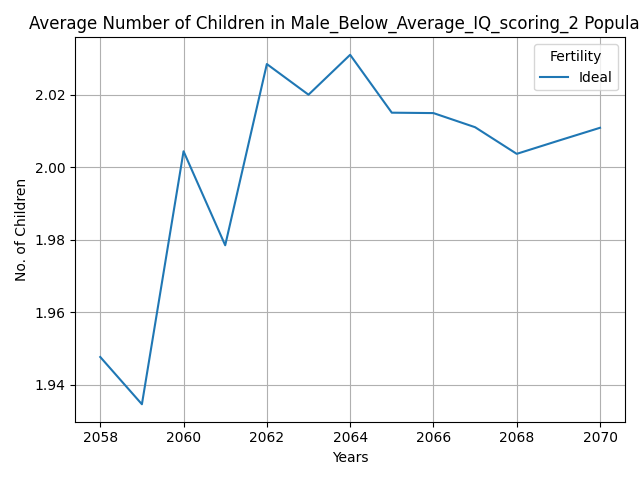 Average Number of Children in Male_Below_Average_IQ_scoring_2 Popula
Fertility
Ideal
2.02
2.00
1.98
1.96
1.94
No. of Children
2058
2060
2062
2064
2066
2068
2070
Years